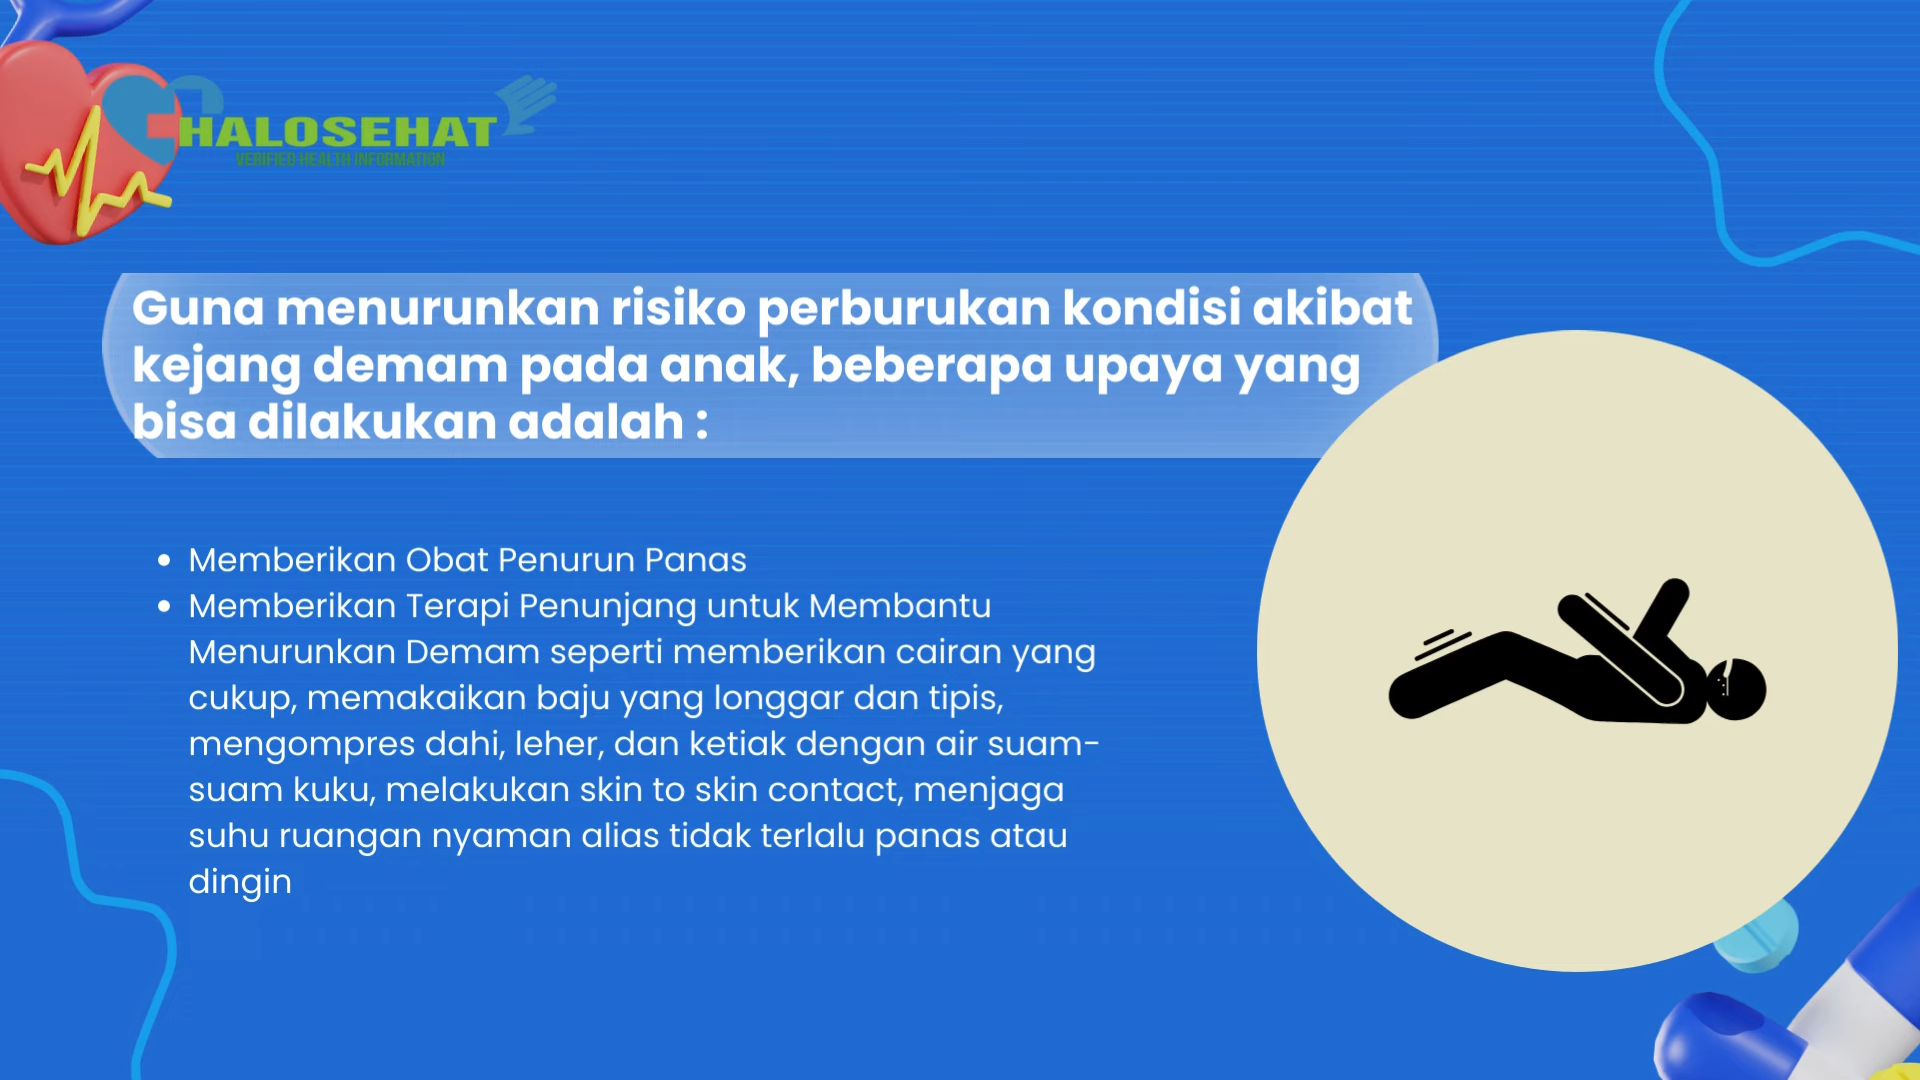 HALOSEHAT
VERIFIED HEALTH INFORMATION
Guna menurunkan risiko perburukan kondisi akibat
kejang demam pada anak, beberapa upaya yang
bisa dilakukan adalah :
• Memberikan Obat Penurun Panas
• Memberikan Terapi Penunjang untuk Membantu
Menurunkan Demam seperti memberikan cairan yang
cukup, memakaikan baju yang longgar dan tipis,
mengompres dahi, leher, dan ketiak dengan air suam-
suam kuku, melakukan skin to skin contact, menjaga
suhu ruangan nyaman alias tidak terlalu panas atau
dingin